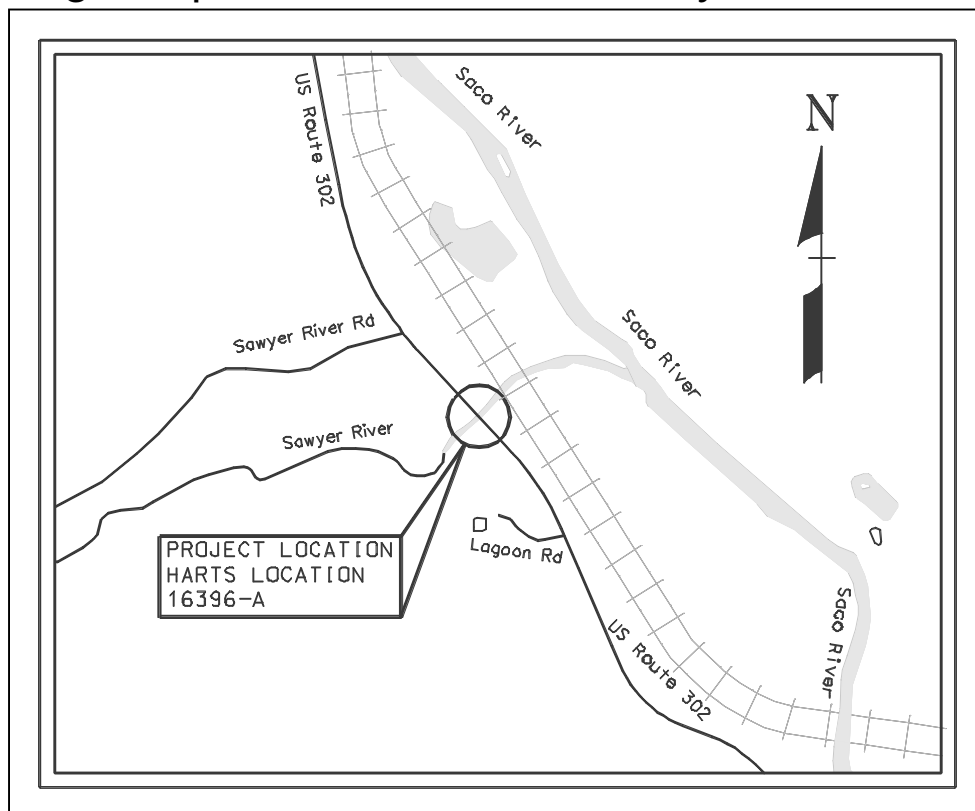 Saco River
N
US Route 302
Sawyer River Rd
Saco River
Sawyer River
PROJECT LOCATION
HARTS LOCATION
16396-A
Lagoon Rd
US Route 302
Saco River